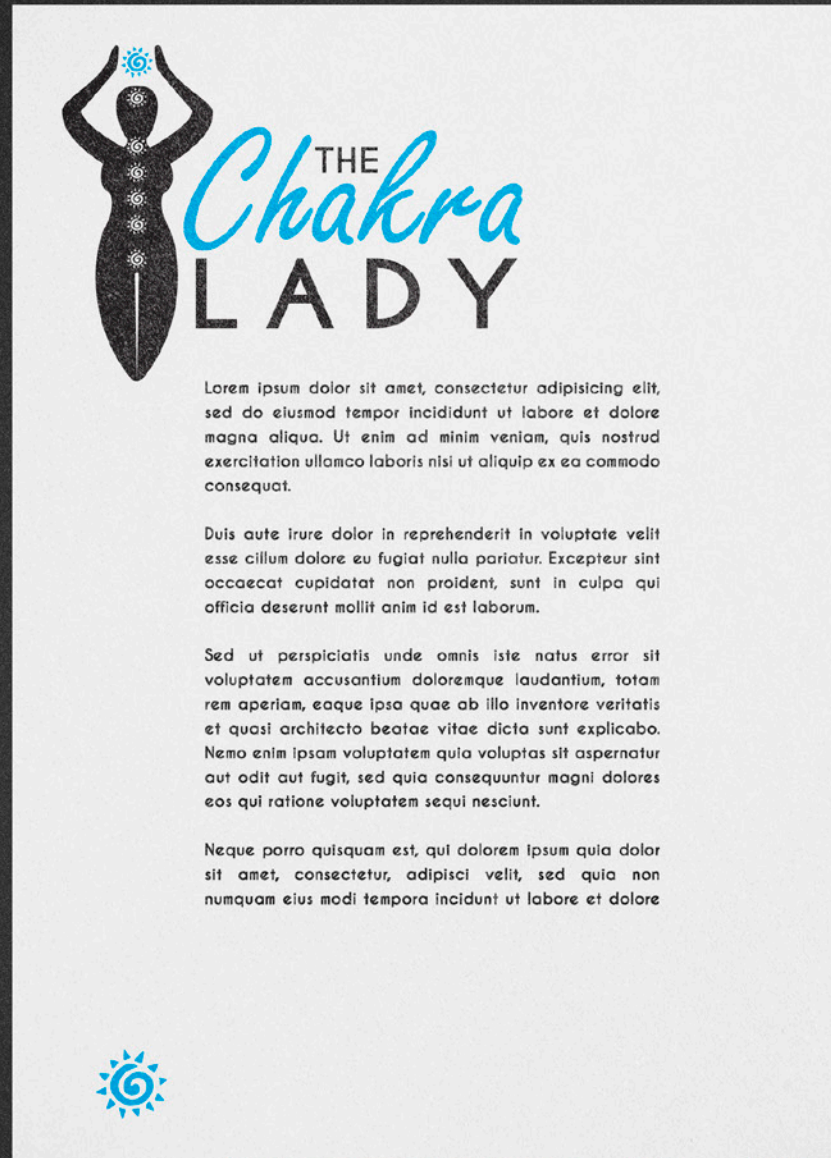 THE
Chakra
LADY
Lorem ipsum dolor sit amet, consectetur adipisicing elit,
sed do eiusmod tempor incididunt ut labore et dolore
magna aliqua. Ut enim ad minim veniam, quis nostrud
exercitation ullamco laboris nisi ut aliquip ex ea commodo
consequat.
Duis aute irure dolor in reprehenderit in voluptate velit
esse cillum dolore eu fugiat nulla pariatur. Excepteur sint
occaecat cupidatat non proident, sunt in culpa qui
officia deserunt mollit anim id est laborum.
Sed ut perspiciatis unde omnis iste natus error sit
voluptatem accusantium doloremque laudantium, totam
rem aperiam, eaque ipsa quae ab illo inventore veritatis
et quasi architecto beatae vitae dicta sunt explicabo.
Nemo enim ipsam voluptatem quia voluptas sit aspernatur
aut odit aut fugit, sed quia consequuntur magni dolores
eos qui ratione voluptatem sequi nesciunt.
Neque porro quisquam est, qui dolorem ipsum quia dolor
sit amet, consectetur, adipisci velit, sed quia non
numquam eius modi tempora incidunt ut labore et dolore